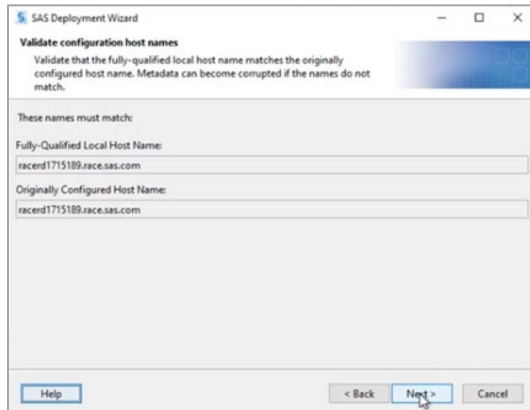 SAS Deployment Wizard
Validate configuration host names
Validate that the fully-qualified local host name matches the originally
configured host name. Metadata can become corrupted if the names do not
match.
These names must match:
Fully-Qualified Local Host Name:
racerd1715189.race.sas.com
Originally Configured Host Name:
racerd1715189.race.sas.com
Help
< Back
Next >
Cancel